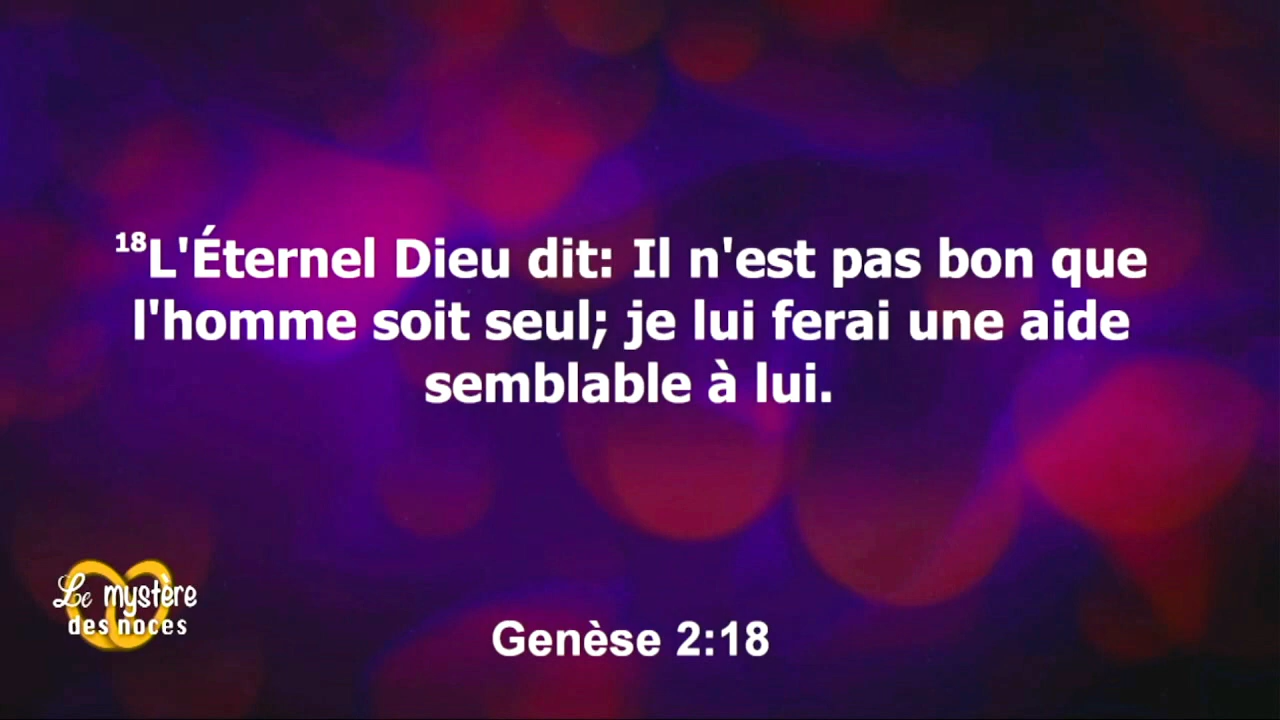 18L'Éternel Dieu dit: Il n'est pas bon que
l'homme soit seul; je lui ferai une aide
semblable à lui.
Le mystère
des noces
Genèse 2:18